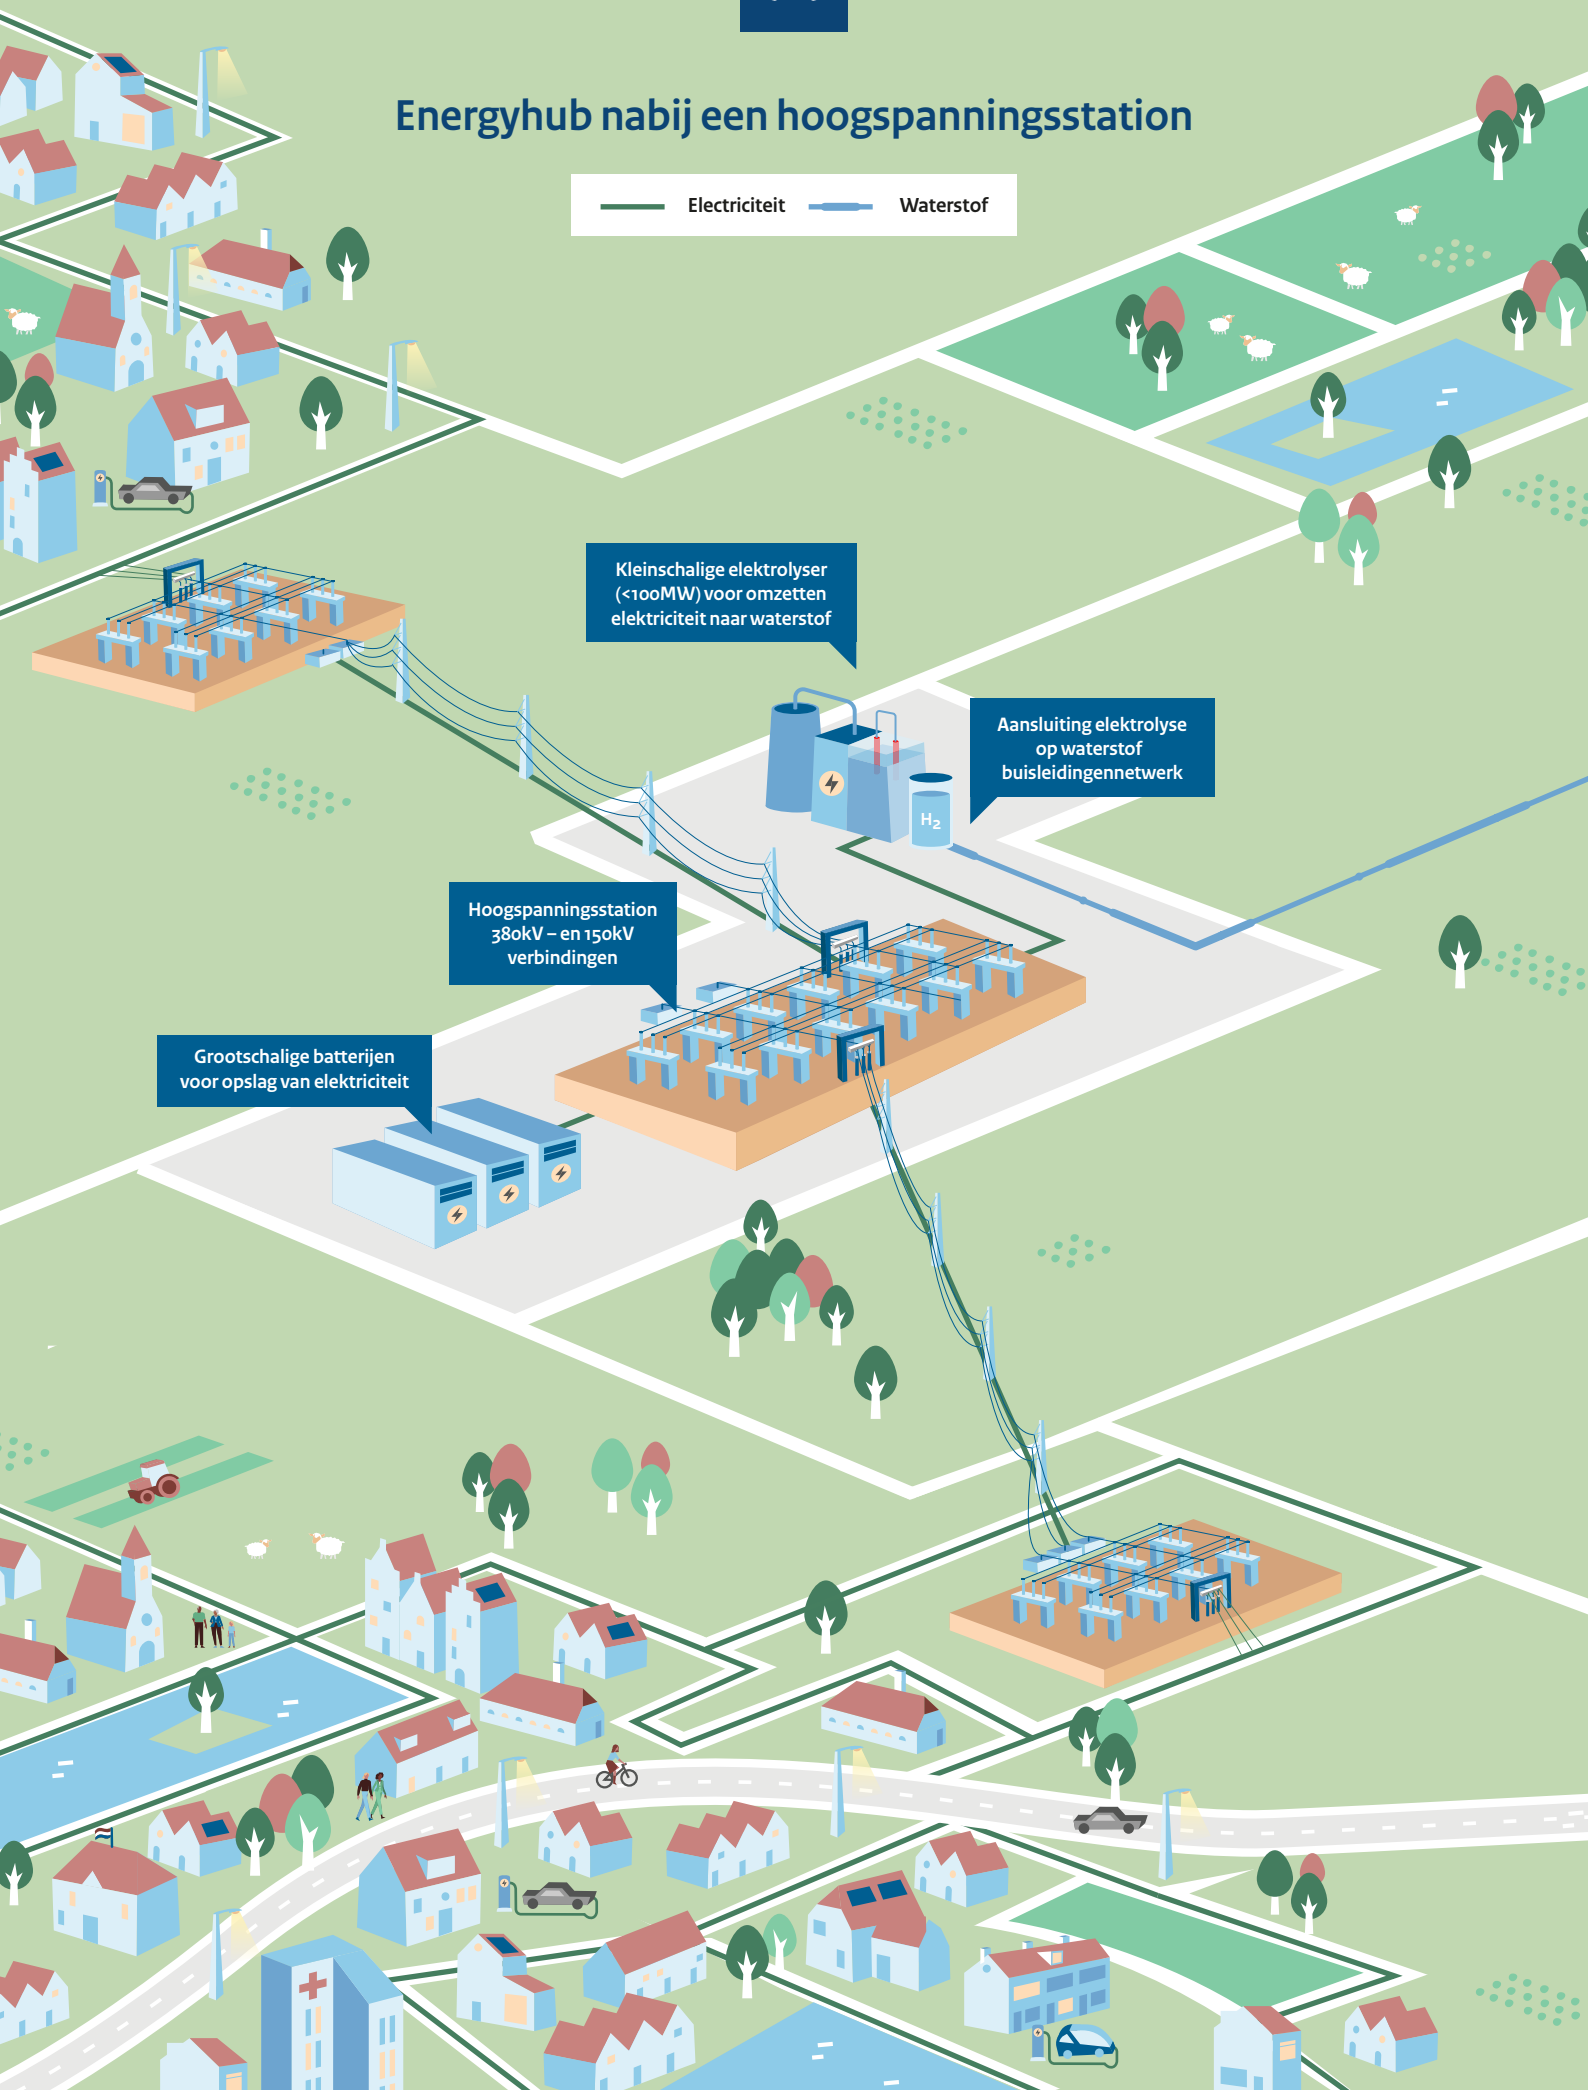 Energyhub nabij een hoogspanningsstation
Electriciteit
Waterstof
Kleinschalige elektrolyser
(<100MW) voor omzetten
elektriciteit naar waterstof
Aansluiting elektrolyse
op waterstof
buisleidingennetwerk
H₂
Hoogspanningsstation
380kV – en 150kV
verbindingen
Grootschalige batterijen
voor opslag van elektriciteit